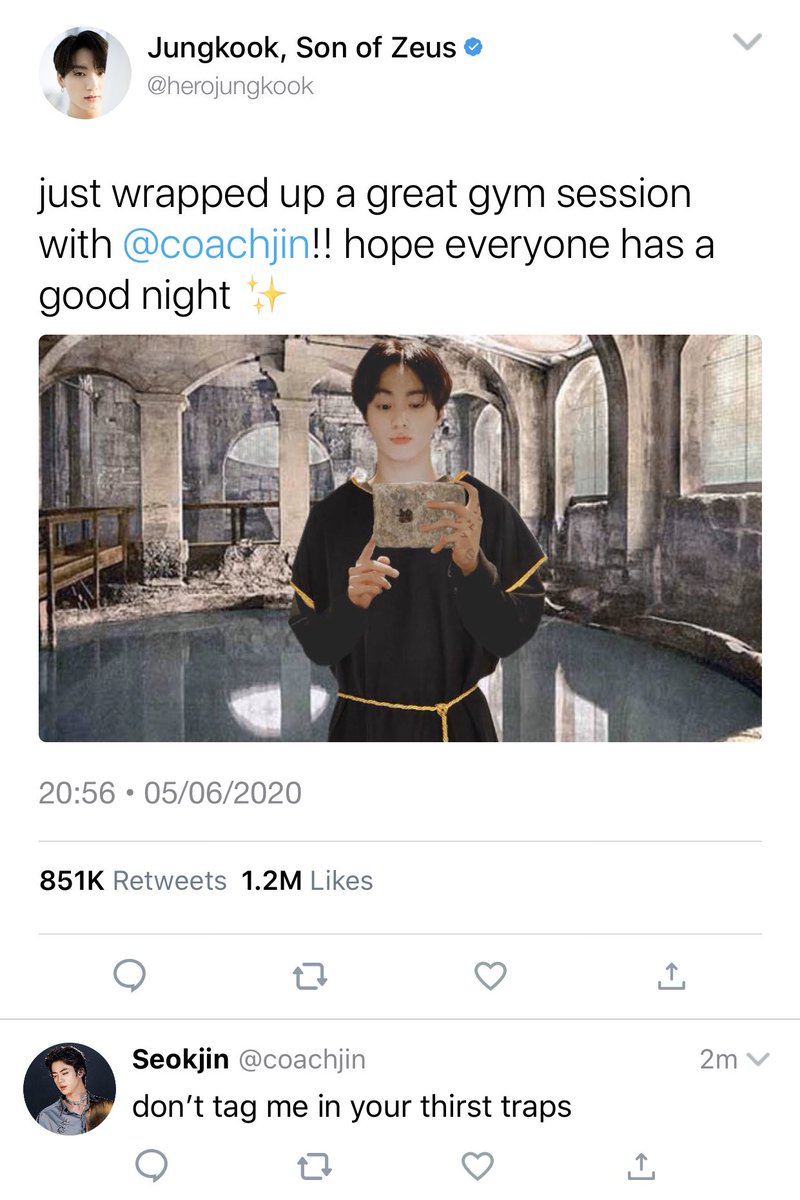 Jungkook, Son of Zeus
@herojungkook
just wrapped up a great gym session
with @coachjin!! hope everyone has a
good night ✨
20:56 • 05/06/2020
851K Retweets 1.2M Likes
Seokjin @coachjin 2m
don’t tag me in your thirst traps